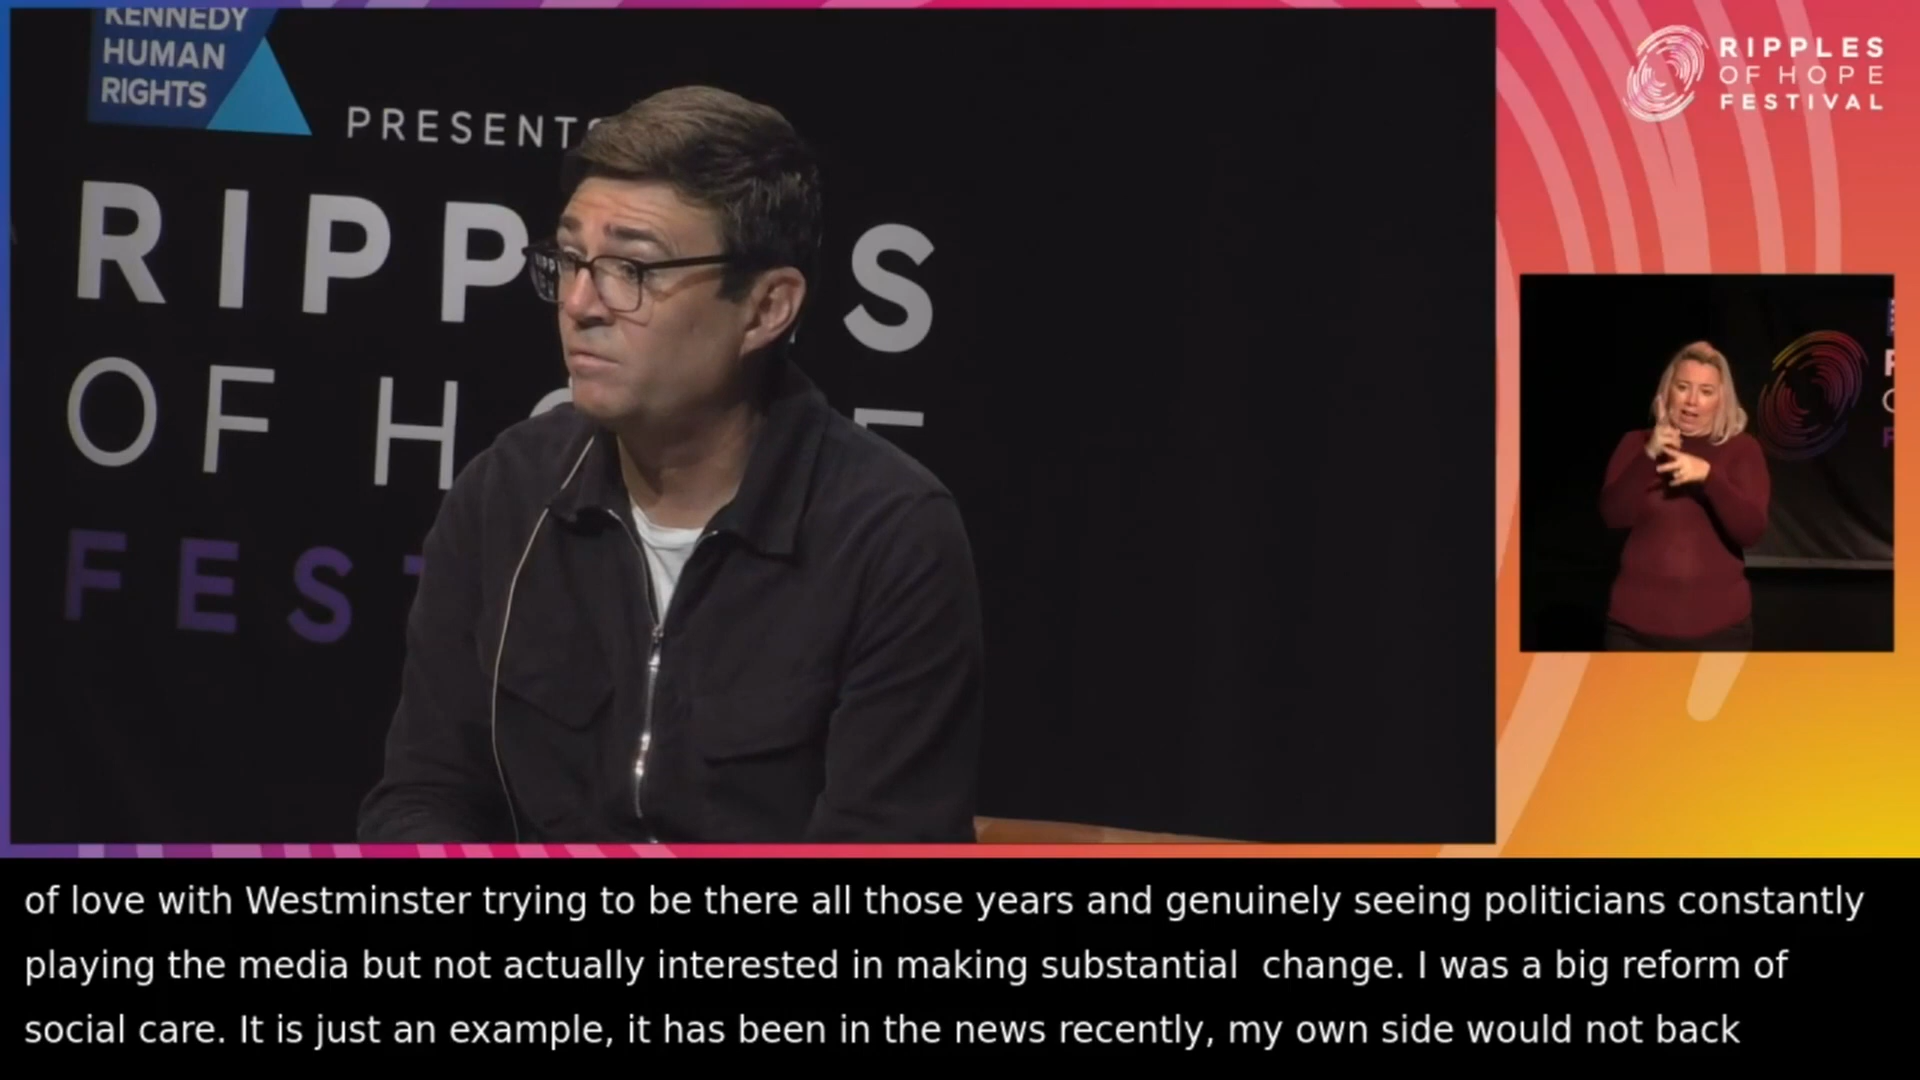 KENNEDY
HUMAN
RIGHTS
PRESENTS
RIPP S
OF H
FES
RIPPLES
OF HOPE
FESTIVAL
of love with Westminster trying to be there all those years and genuinely seeing politicians constantly
playing the media but not actually interested in making substantial  change. I was a big reform of
social care. It is just an example, it has been in the news recently, my own side would not back